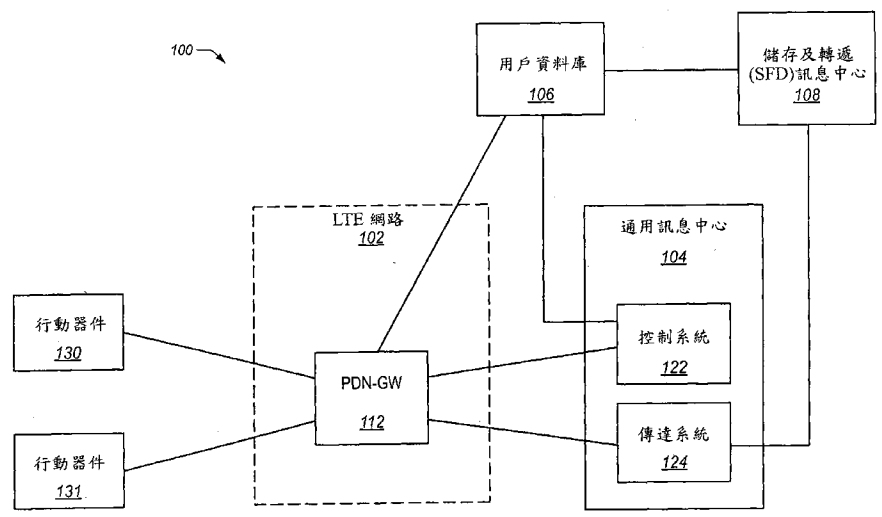 100
用戶資料庫
106
儲存及轉遞
(SFD)訊息中心
108
LTE 網路
102
通用訊息中心
104
行動器件
130
PDN-GW
112
控制系統
122
行動器件
131
傳達系統
124